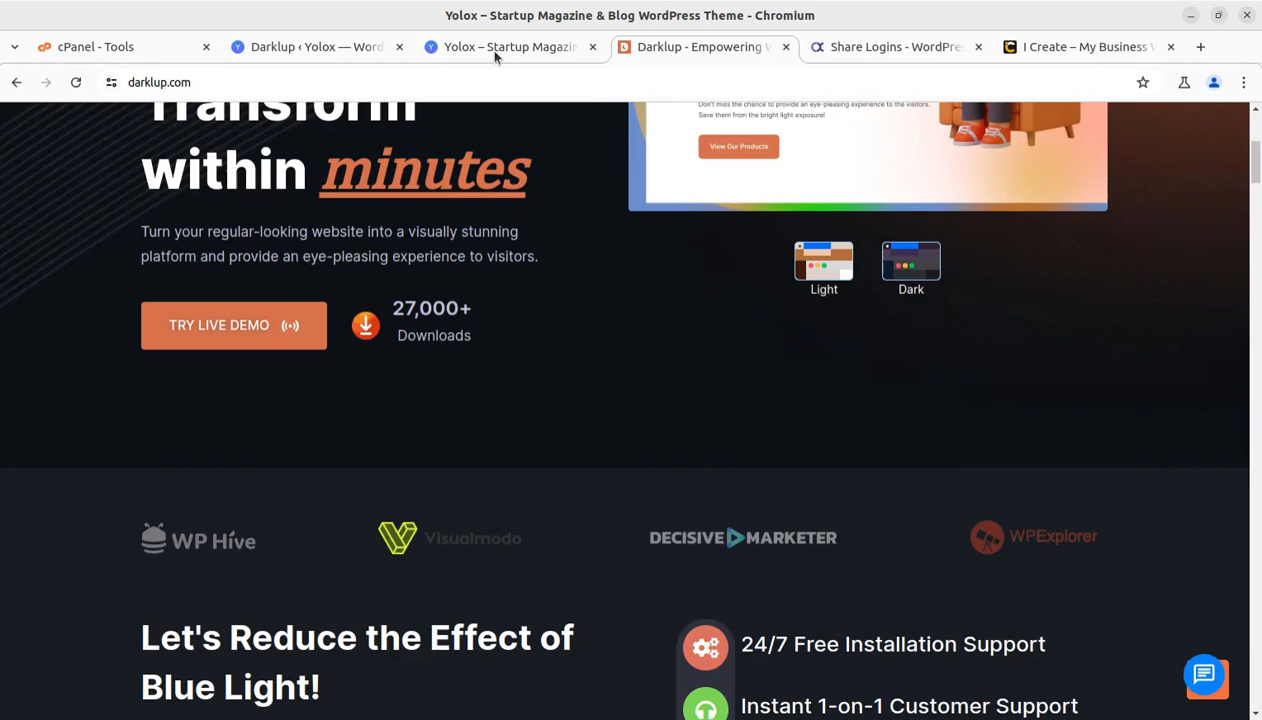 Yolox – Startup Magazine & Blog WordPress Theme - Chromium
cPanel - Tools
Darklup ‹ Yolox — Word
Yolox – Startup Magazin
Darklup - Empowering W
Share Logins - WordPre
I Create – My Business W
darklup.com
Transform
within minutes
Turn your regular-looking website into a visually stunning
platform and provide an eye-pleasing experience to visitors.
TRY LIVE DEMO
27,000+
Downloads
Don't miss the chance to provide an eye-pleasing experience to the visitors.
Save them from the bright light exposure!
View Our Products
Light
Dark
WP Hive
Visualmodo
DECISIVE MARKETER
WPExplorer
Let's Reduce the Effect of
Blue Light!
24/7 Free Installation Support
Instant 1-on-1 Customer Support